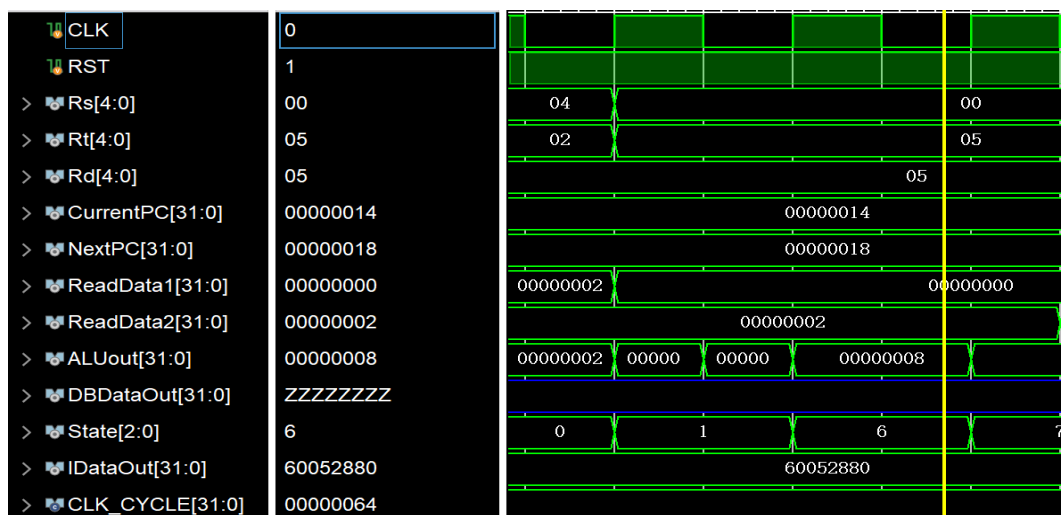 CLK 0
RST 1
Rs[4:0] 00 04 00
Rt[4:0] 05 02 05
Rd[4:0] 05 05
CurrentPC[31:0] 00000014 00000014
NextPC[31:0] 00000018 00000018
ReadData1[31:0] 00000000 00000002 00000000
ReadData2[31:0] 00000002 00000002
ALUout[31:0] 00000008 00000002 00000 00000 00000008
DBDataOut[31:0] ZZZZZZZZ
State[2:0] 6 0 1 6 7
IDataOut[31:0] 60052880 60052880
CLK_CYCLE[31:0] 00000064